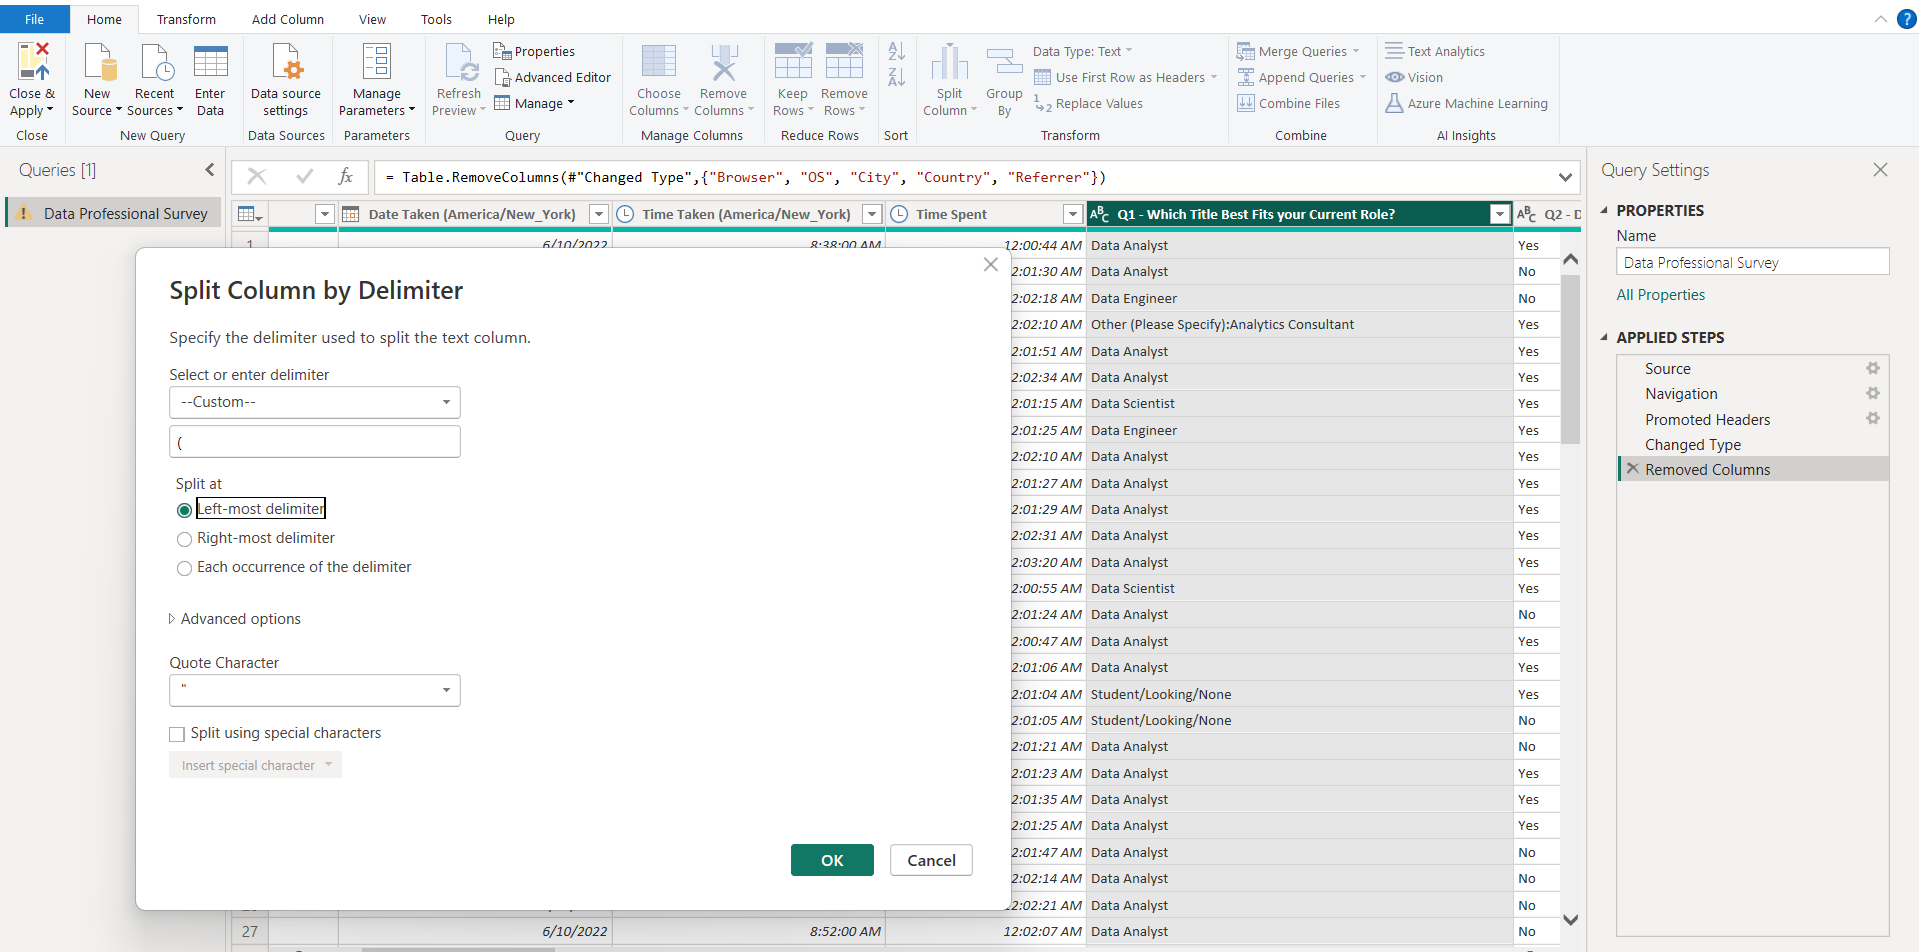 File Home Transform Add Column View Tools Help ?
Close & Apply New Source Recent Sources Enter Data Data source settings Manage Parameters Refresh Preview Properties Advanced Editor Manage Choose Columns Remove Columns Keep Rows Remove Rows Split Column Group By Data Type: Text Use First Row as Headers Replace Values Merge Queries Append Queries Combine Files Text Analytics Vision Azure Machine Learning
Close New Query Data Sources Parameters Query Manage Columns Reduce Rows Sort Transform Combine AI Insights
Queries [1]
Data Professional Survey
fx = Table.RemoveColumns(#"Changed Type",{"Browser", "OS", "City", "Country", "Referrer"})
Date Taken (America/New_York) Time Taken (America/New_York) Time Spent Q1 - Which Title Best Fits your Current Role? Q2 - D
1 6/10/2022 8:38:00 AM 12:00:44 AM Data Analyst Yes
2:01:30 AM Data Analyst No
2:02:18 AM Data Engineer No
2:02:10 AM Other (Please Specify):Analytics Consultant Yes
2:01:51 AM Data Analyst Yes
2:02:34 AM Data Analyst Yes
2:01:15 AM Data Scientist Yes
2:01:25 AM Data Engineer Yes
2:02:10 AM Data Analyst Yes
2:01:27 AM Data Analyst Yes
2:01:29 AM Data Analyst Yes
2:02:31 AM Data Analyst Yes
2:03:20 AM Data Analyst Yes
2:00:55 AM Data Scientist Yes
2:01:24 AM Data Analyst No
2:00:47 AM Data Analyst Yes
2:01:06 AM Data Analyst Yes
2:01:04 AM Student/Looking/None Yes
2:01:05 AM Student/Looking/None No
2:01:21 AM Data Analyst No
2:01:23 AM Data Analyst Yes
2:01:35 AM Data Analyst Yes
2:01:25 AM Data Analyst Yes
2:01:47 AM Data Analyst No
2:02:14 AM Data Analyst No
2:02:21 AM Data Analyst No
27 6/10/2022 8:52:00 AM 12:02:07 AM Data Analyst No
Split Column by Delimiter
Specify the delimiter used to split the text column.
Select or enter delimiter
--Custom--
(
Split at
Left-most delimiter
Right-most delimiter
Each occurrence of the delimiter
Advanced options
Quote Character
"
Split using special characters
Insert special character
OK Cancel
Query Settings
PROPERTIES
Name
Data Professional Survey
All Properties
APPLIED STEPS
Source
Navigation
Promoted Headers
Changed Type
Removed Columns